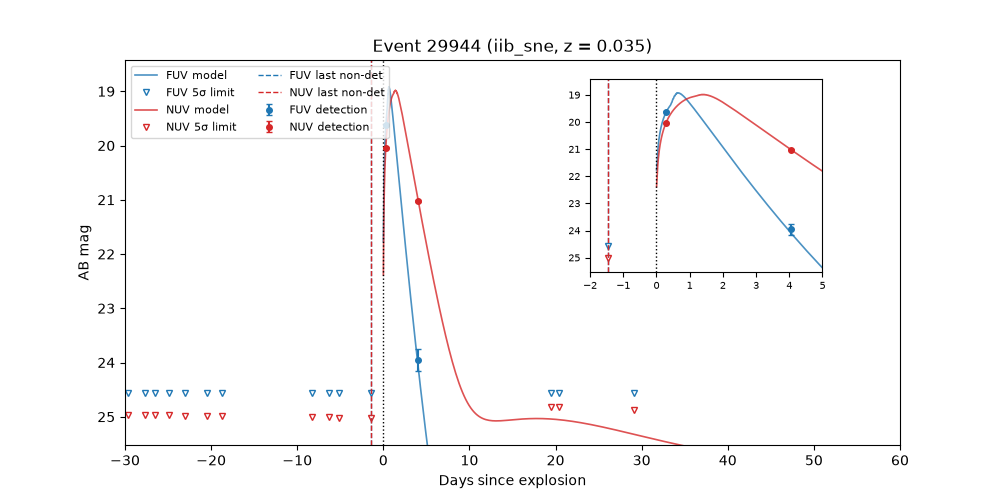 Event 29944 (iib_sne, z = 0.035)
FUV model
FUV 5σ limit
NUV model
NUV 5σ limit
FUV last non-det
NUV last non-det
FUV detection
NUV detection
AB mag
19
20
21
22
23
24
25
−30
−20
−10
0
10
20
30
40
50
60
Days since explosion
19
20
21
22
23
24
25
−2
−1
0
1
2
3
4
5